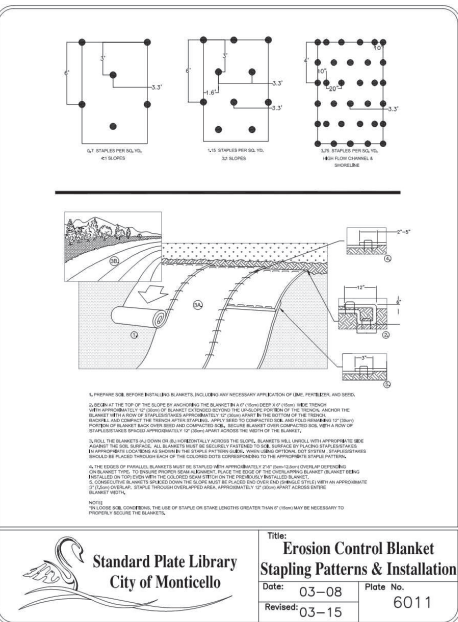 10"
3'
3'
4'
6'
6'
10"
1.6'
20"
3.3'
3.3'
3.3'
0.7 STAPLES PER SQ. YD.
4:1 SLOPES
1.15 STAPLES PER SQ. YD.
3:1 SLOPES
3.75 STAPLES PER SQ. YD.
HIGH FLOW CHANNEL &
SHORELINE
2"-5"
12"
6"
3"
1. PREPARE SOIL BEFORE INSTALLING BLANKETS, INCLUDING ANY NECESSARY APPLICATION OF LIME, FERTILIZER, AND SEED.
2. BEGIN AT THE TOP OF THE SLOPE BY ANCHORING THE BLANKET IN A 6" (15cm) DEEP X 6" (15cm) WIDE TRENCH
WITH APPROXIMATELY 12" (30cm) OF BLANKET EXTENDED BEYOND THE UP-SLOPE PORTION OF THE TRENCH. ANCHOR THE
BLANKET WITH A ROW OF STAPLES/STAKES APPROXIMATELY 12" (30cm) APART IN THE BOTTOM OF THE TRENCH.
BACKFILL AND COMPACT THE TRENCH AFTER STAPLING. APPLY SEED TO COMPACTED SOIL AND FOLD REMAINING 12" (30cm)
PORTION OF BLANKET BACK OVER SEED AND COMPACTED SOIL. SECURE BLANKET OVER COMPACTED SOIL WITH A ROW OF
STAPLES/STAKES SPACED APPROXIMATELY 12" (30cm) APART ACROSS THE WIDTH OF THE BLANKET.
3. ROLL THE BLANKETS (A.) DOWN OR (B.) HORIZONTALLY ACROSS THE SLOPE. BLANKETS WILL UNROLL WITH APPROPRIATE SIDE
AGAINST THE SOIL SURFACE. ALL BLANKETS MUST BE SECURELY FASTENED TO SOIL SURFACE BY PLACING STAPLES/STAKES
IN APPROPRIATE LOCATIONS AS SHOWN IN THE STAPLE PATTERN GUIDE. WHEN USING OPTIONAL DOT SYSTEM, STAPLES/STAKES
SHOULD BE PLACED THROUGH EACH OF THE COLORED DOTS CORRESPONDING TO THE APPROPRIATE STAPLE PATTERN.
4. THE EDGES OF PARALLEL BLANKETS MUST BE STAPLED WITH APPROXIMATELY 2"-5" (5cm-12.5cm) OVERLAP DEPENDING
ON BLANKET TYPE. TO ENSURE PROPER SEAM ALIGNMENT, PLACE THE EDGE OF THE OVERLAPPING BLANKET (BLANKET BEING
INSTALLED ON TOP) EVEN WITH THE COLORED SEAM STITCH ON THE PREVIOUSLY INSTALLED BLANKET.
5. CONSECUTIVE BLANKETS SPLICED DOWN THE SLOPE MUST BE PLACED END OVER END (SHINGLE STYLE) WITH AN APPROXIMATE
3" (7.5cm) OVERLAP. STAPLE THROUGH OVERLAPPED AREA, APPROXIMATELY 12" (30cm) APART ACROSS ENTIRE
BLANKET WIDTH.
NOTE:
*IN LOOSE SOIL CONDITIONS, THE USE OF STAPLE OR STAKE LENGTHS GREATER THAN 6" (15cm) MAY BE NECESSARY TO
PROPERLY SECURE THE BLANKETS.
Standard Plate Library
City of Monticello
Title:
Erosion Control Blanket
Stapling Patterns & Installation
Date: 03-08
Revised: 03-15
Plate No.
6011